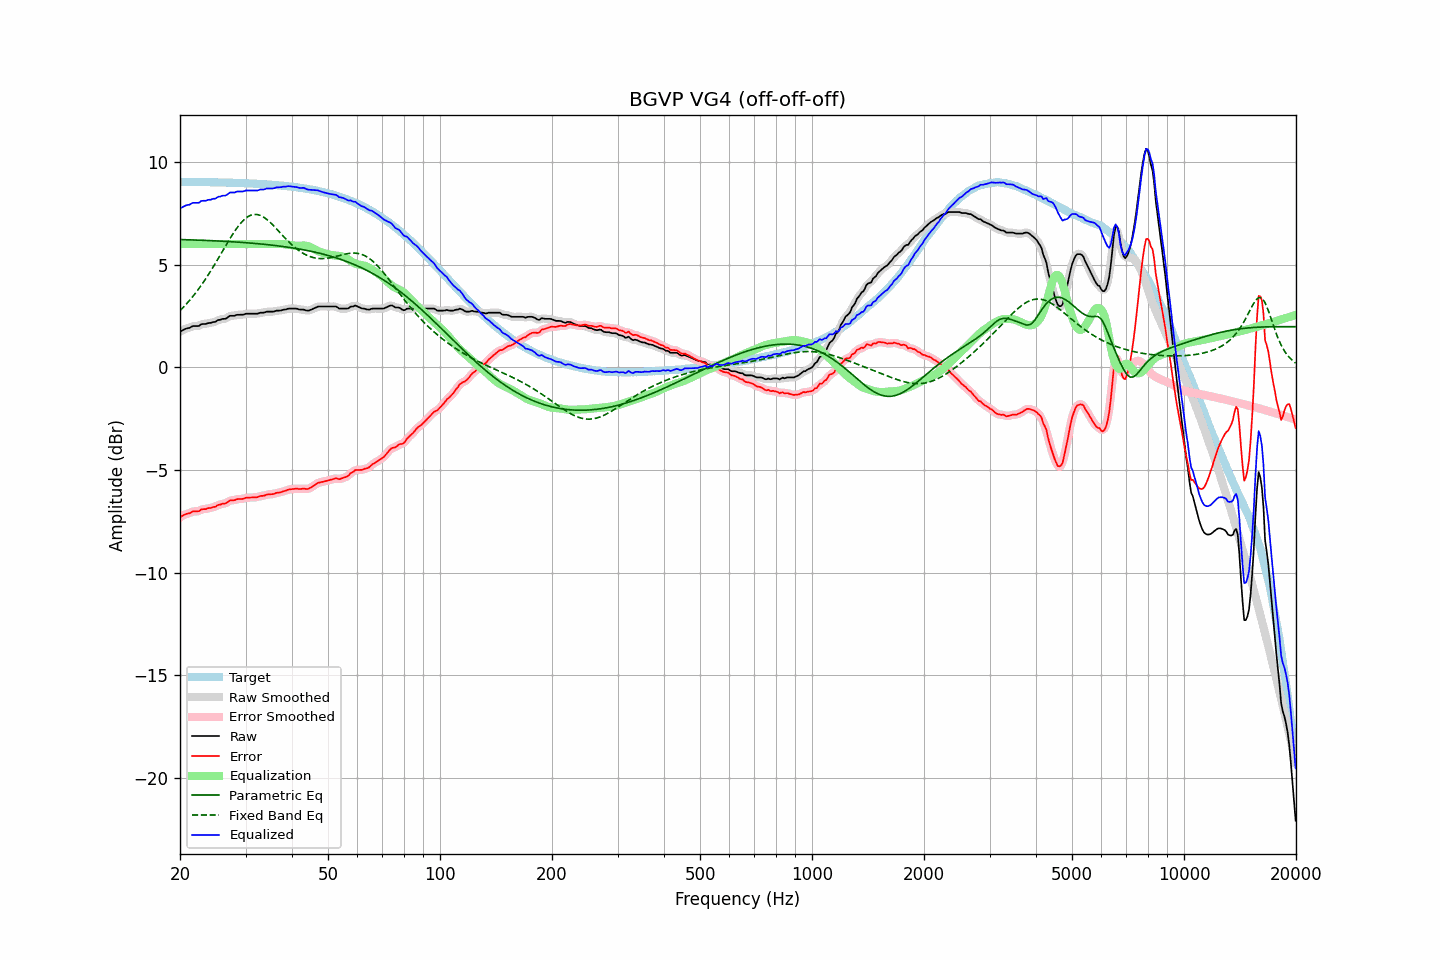 BGVP VG4 (off-off-off)
Amplitude (dBr)
10
5
0
−5
−10
−15
−20
Target
Raw Smoothed
Error Smoothed
Raw
Error
Equalization
Parametric Eq
Fixed Band Eq
Equalized
20 50 100 200 500 1000 2000 5000 10000 20000
Frequency (Hz)